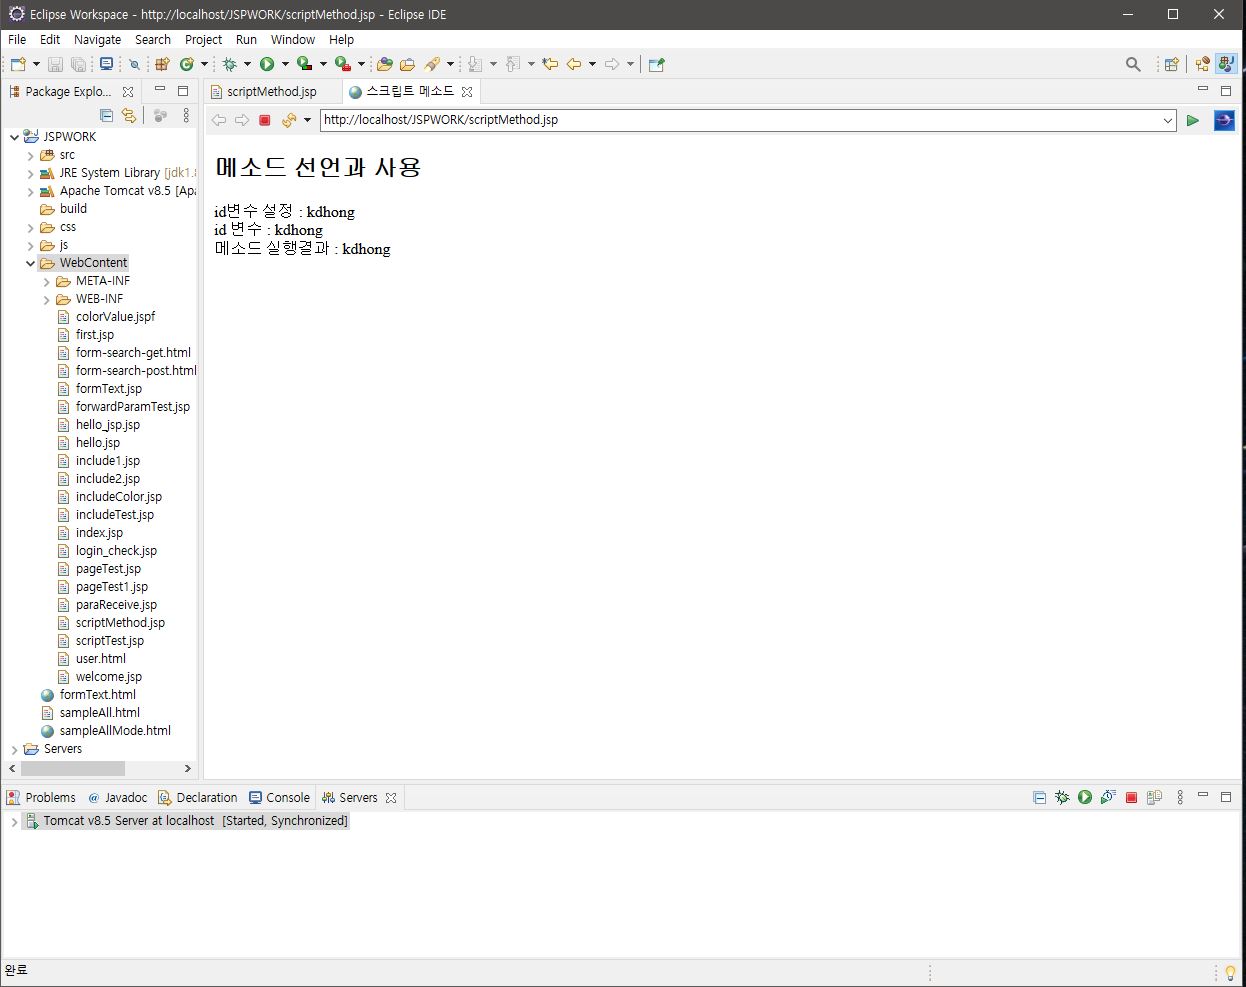 Eclipse Workspace - http://localhost/JSPWORK/scriptMethod.jsp - Eclipse IDE
File Edit Navigate Search Project Run Window Help
Package Explo...
scriptMethod.jsp
스크립트 메소드
http://localhost/JSPWORK/scriptMethod.jsp
JSPWORK
src
JRE System Library [jdk1.8
Apache Tomcat v8.5 [Apa
build
css
js
WebContent
META-INF
WEB-INF
colorValue.jspf
first.jsp
form-search-get.html
form-search-post.html
formText.jsp
forwardParamTest.jsp
hello_jsp.jsp
hello.jsp
include1.jsp
include2.jsp
includeColor.jsp
includeTest.jsp
index.jsp
login_check.jsp
pageTest.jsp
pageTest1.jsp
paraReceive.jsp
scriptMethod.jsp
scriptTest.jsp
user.html
welcome.jsp
formText.html
sampleAll.html
sampleAllMode.html
Servers
메소드 선언과 사용
id변수 설정 : kdhong
id 변수 : kdhong
메소드 실행결과 : kdhong
Problems @ Javadoc Declaration Console Servers
Tomcat v8.5 Server at localhost [Started, Synchronized]
완료